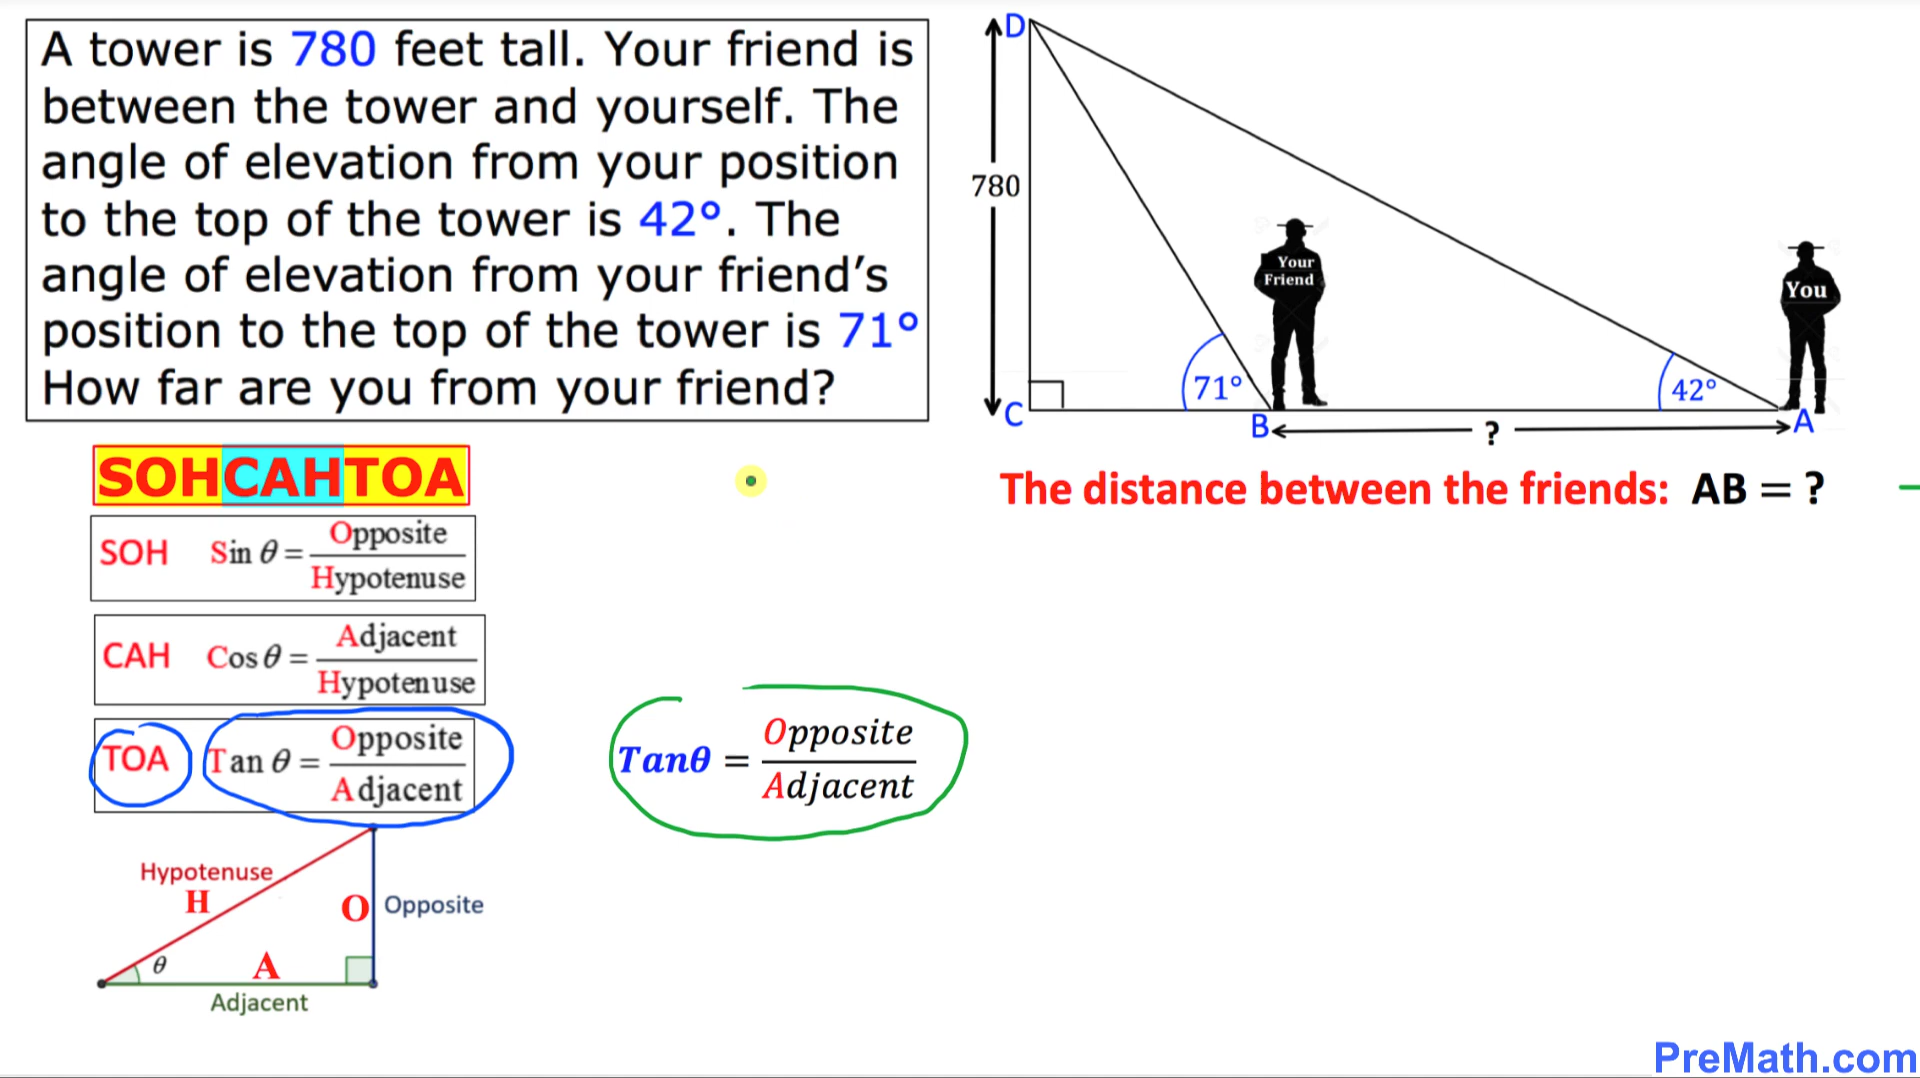 A tower is 780 feet tall. Your friend is
between the tower and yourself. The
angle of elevation from your position
to the top of the tower is 42°. The
angle of elevation from your friend's
position to the top of the tower is 71°
How far are you from your friend?
D
780
Your
Friend
You
71°
42°
C
B
?
A
The distance between the friends: AB = ?
SOHCAHTOA
SOH Sin θ = Opposite
Hypotenuse
CAH Cos θ = Adjacent
Hypotenuse
TOA Tan θ = Opposite
Adjacent
Tanθ = Opposite
Adjacent
Hypotenuse
H
O Opposite
θ
A
Adjacent
PreMath.com